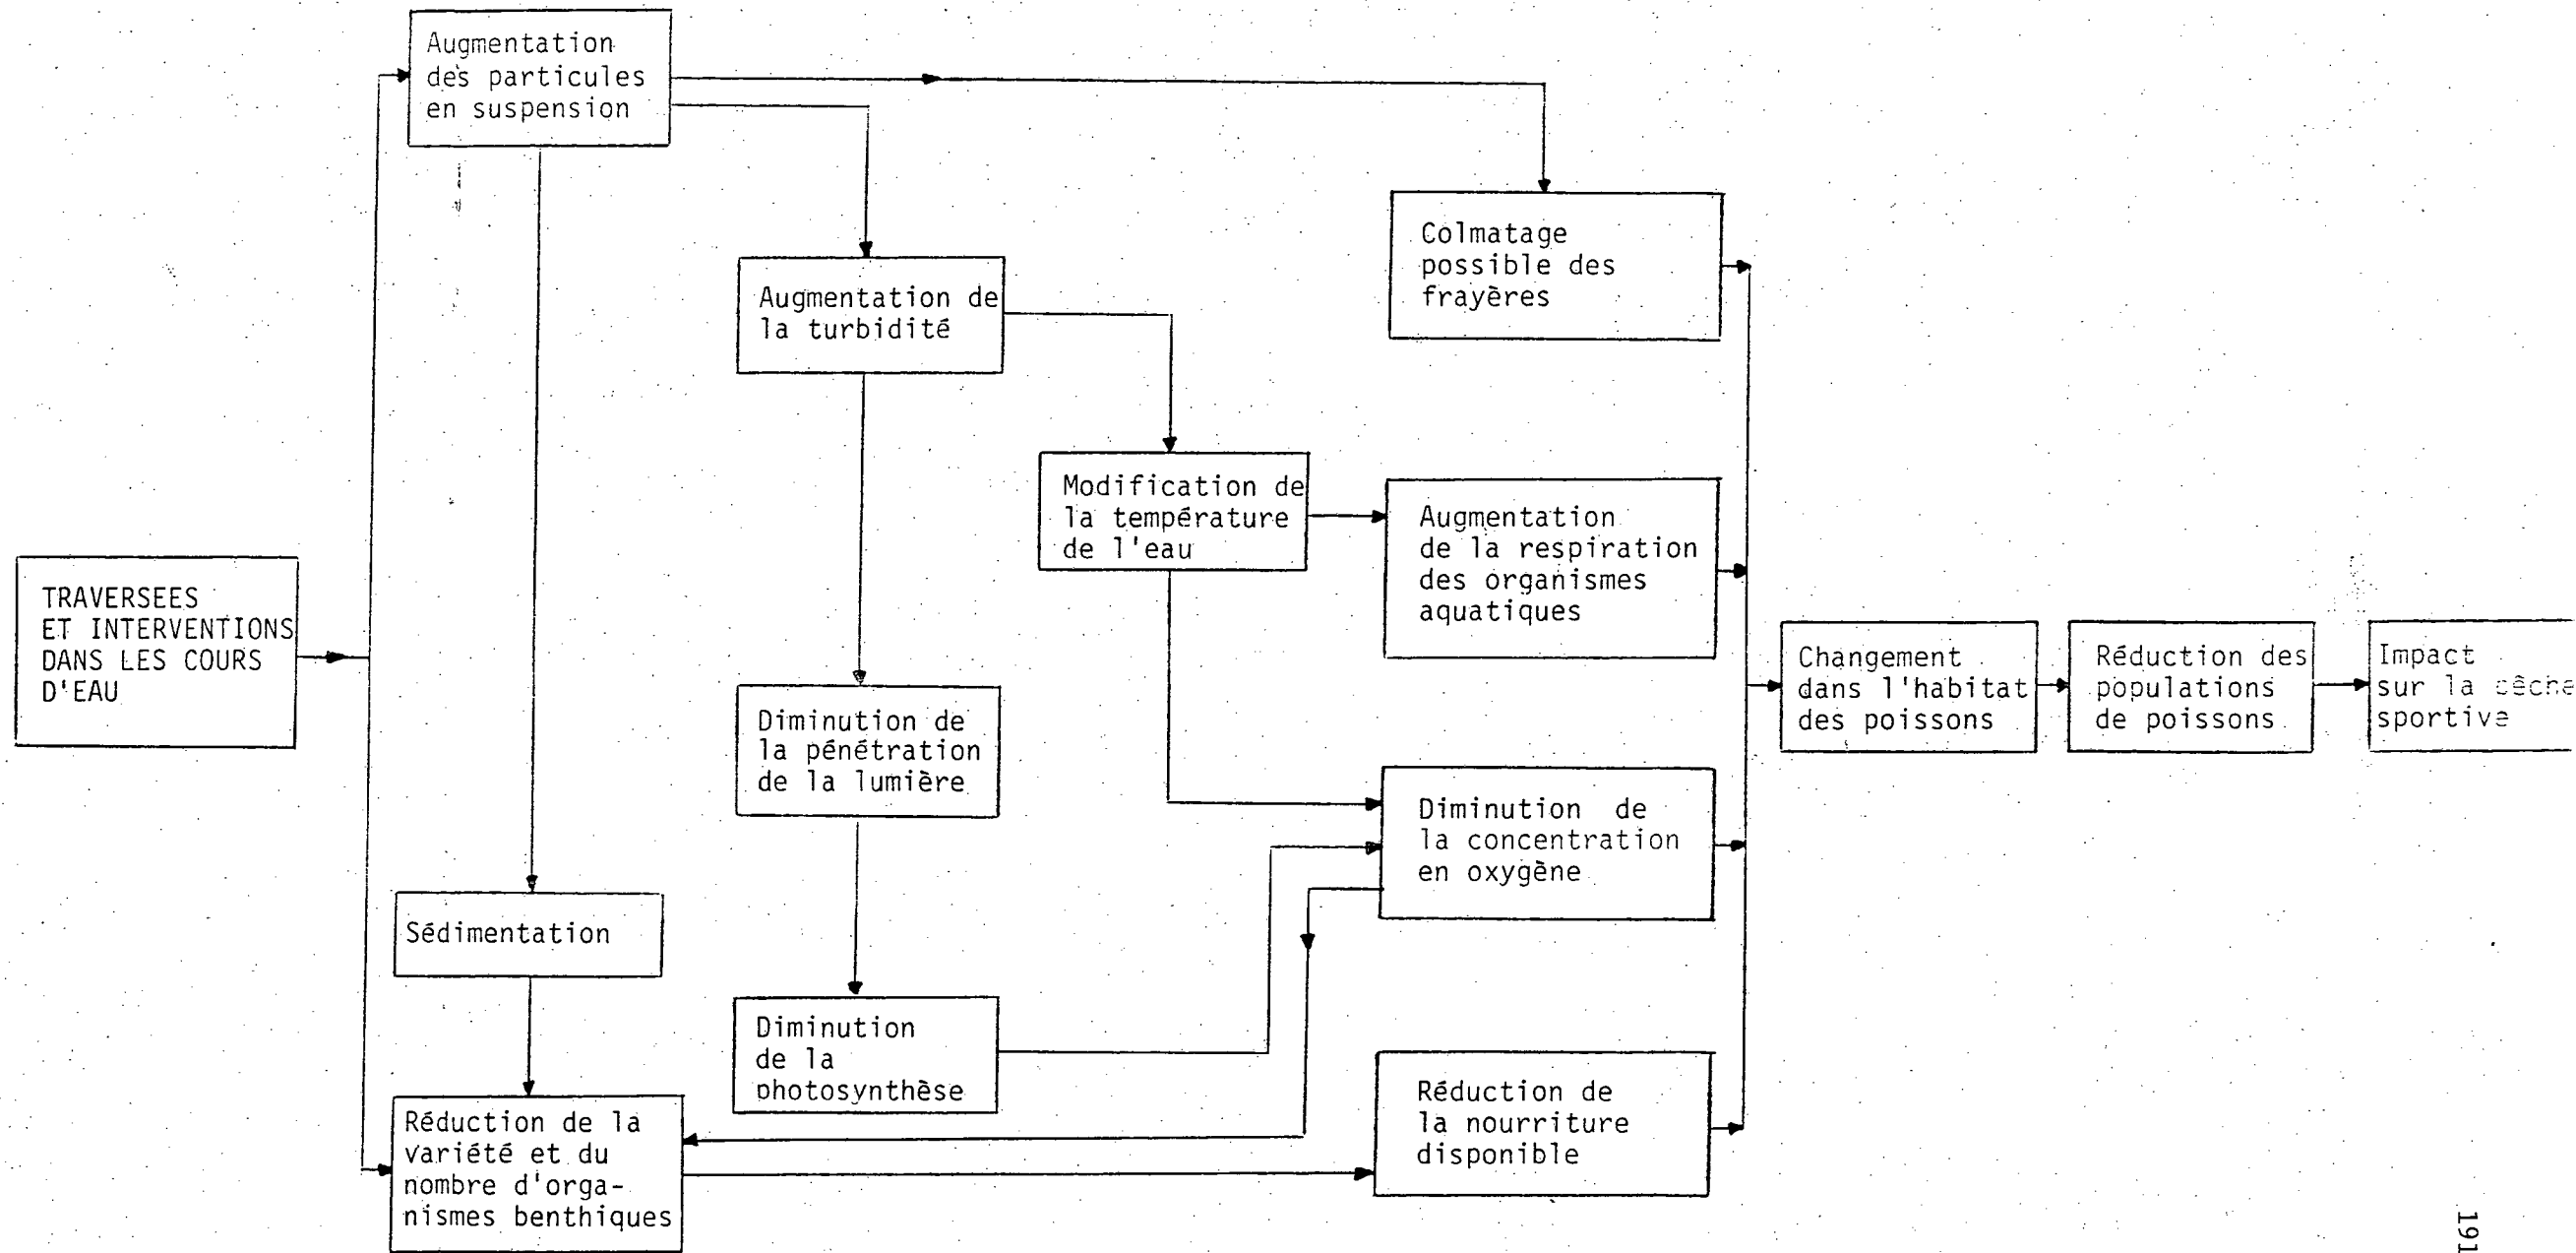 Augmentation
des particules
en suspension
Colmatage
possible des
frayères
Augmentation de
la turbidité
Modification de
la température
de l'eau
Augmentation
de la respiration
des organismes
aquatiques
TRAVERSEES
ET INTERVENTIONS
DANS LES COURS
D'EAU
Changement
dans l'habitat
des poissons
Réduction des
populations
de poissons
Impact
sur la pêche
sportive
Diminution de
la pénétration
de la lumière
Diminution de
la concentration
en oxygène
Sédimentation
Diminution
de la
photosynthèse
Réduction de
la nourriture
disponible
Réduction de la
variété et du
nombre d'orga-
nismes benthiques
191